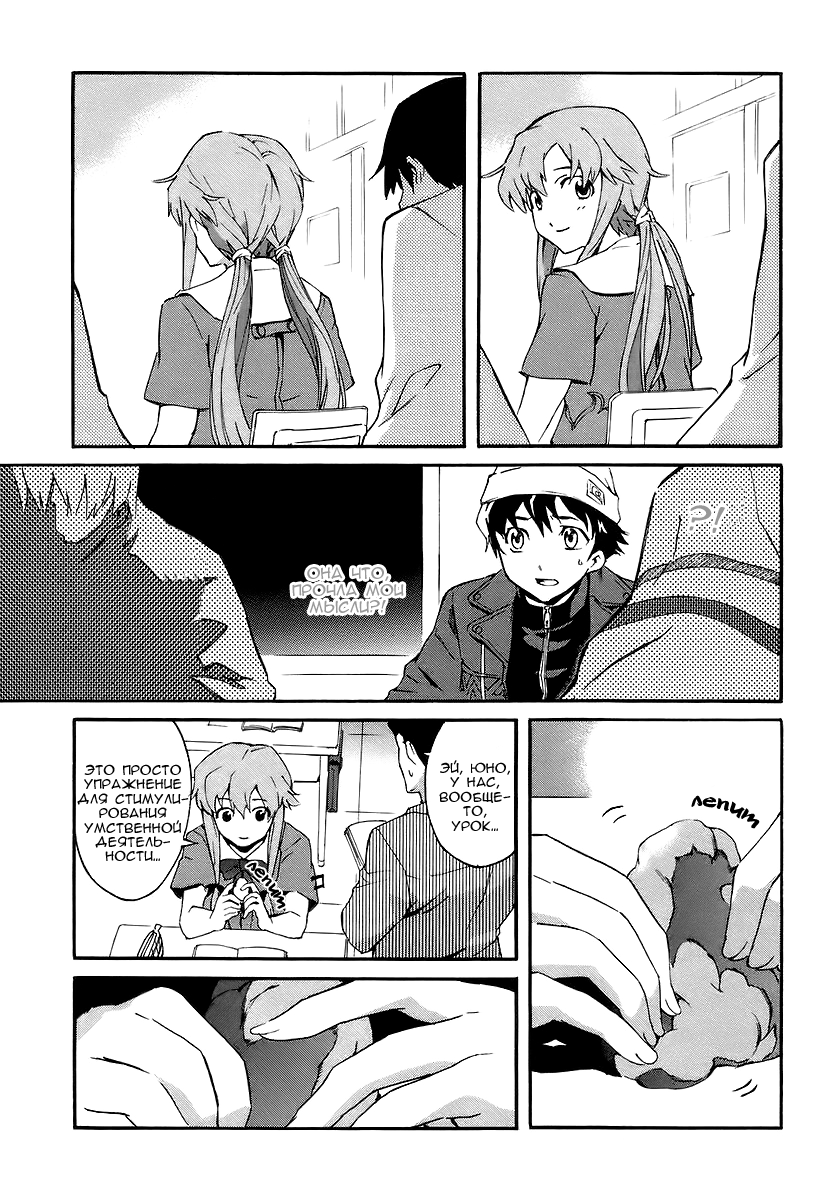 ?!
ОНА ЧТО,
ПРОЧЛА МОИ
МЫСЛИ?!
ЭЙ, ЮНО,
У НАС,
ВООБЩЕ-
ТО,
УРОК...
ЭТО ПРОСТО
УПРАЖНЕНИЕ
ДЛЯ СТИМУЛИ-
РОВАНИЯ
УМСТВЕННОЙ
ДЕЯТЕЛЬ-
НОСТИ...
лепит
лепит